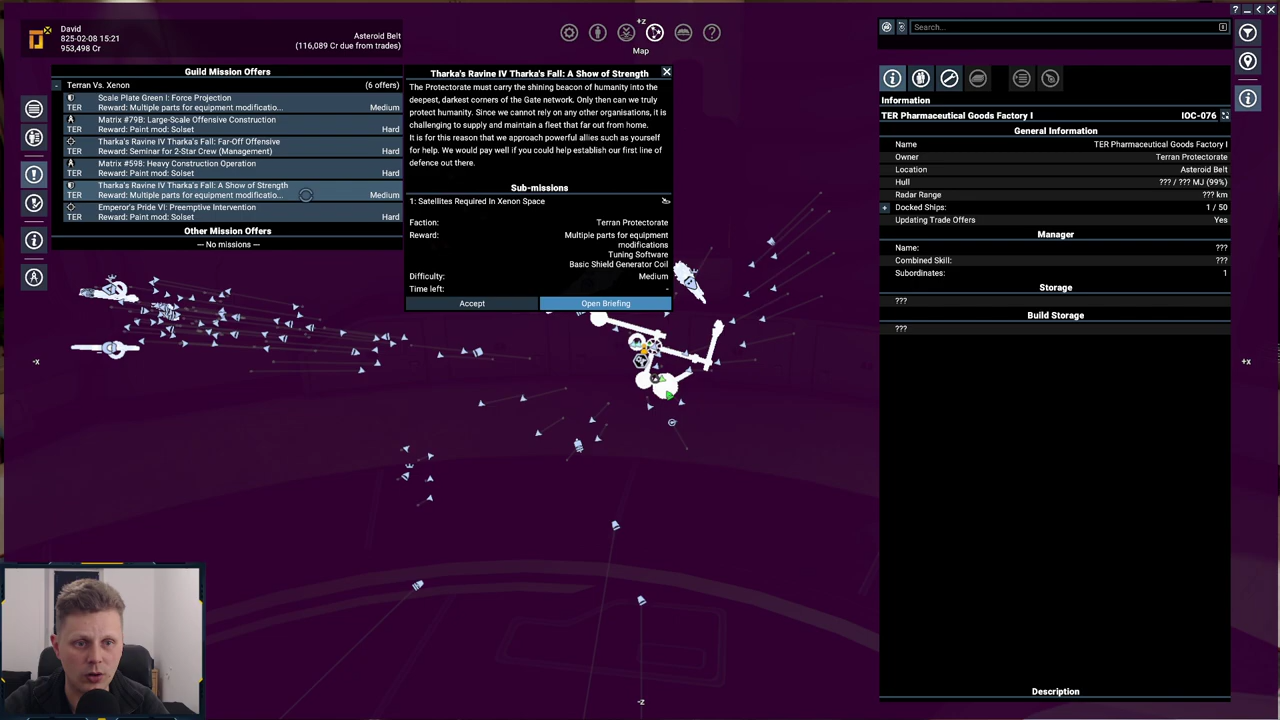 David
825-02-08 15:21
953,498 Cr
Asteroid Belt
(116,089 Cr due from trades)
+z
Map
Search...
Guild Mission Offers
Terran Vs. Xenon (6 offers)
Scale Plate Green I: Force Projection
TER Reward: Multiple parts for equipment modificatio... Medium
Matrix #79B: Large-Scale Offensive Construction
TER Reward: Paint mod: Solset Hard
Tharka's Ravine IV Tharka's Fall: Far-Off Offensive
TER Reward: Seminar for 2-Star Crew (Management) Hard
Matrix #598: Heavy Construction Operation
TER Reward: Paint mod: Solset Hard
Tharka's Ravine IV Tharka's Fall: A Show of Strength
TER Reward: Multiple parts for equipment modificatio... Medium
Emperor's Pride VI: Preemptive Intervention
TER Reward: Paint mod: Solset Hard
Other Mission Offers
--- No missions ---
Tharka's Ravine IV Tharka's Fall: A Show of Strength
The Protectorate must carry the shining beacon of humanity into the
deepest, darkest corners of the Gate network. Only then can we truly
protect humanity. Since we cannot rely on any other organisations, it is
challenging to supply and maintain a fleet that far out from home.
It is for this reason that we approach powerful allies such as yourself
for help. We would pay well if you could help establish our first line of
defence out there.
Sub-missions
1: Satellites Required In Xenon Space
Faction: Terran Protectorate
Reward: Multiple parts for equipment
modifications
Tuning Software
Basic Shield Generator Coil
Difficulty: Medium
Time left: -
Accept
Open Briefing
Information
TER Pharmaceutical Goods Factory I IOC-076
General Information
Name TER Pharmaceutical Goods Factory I
Owner Terran Protectorate
Location Asteroid Belt
Hull ??? / ??? MJ (99%)
Radar Range ??? km
Docked Ships: 1 / 50
Updating Trade Offers Yes
Manager
Name: ???
Combined Skill: ???
Subordinates: 1
Storage
???
Build Storage
???
Description
-x
+x
-z